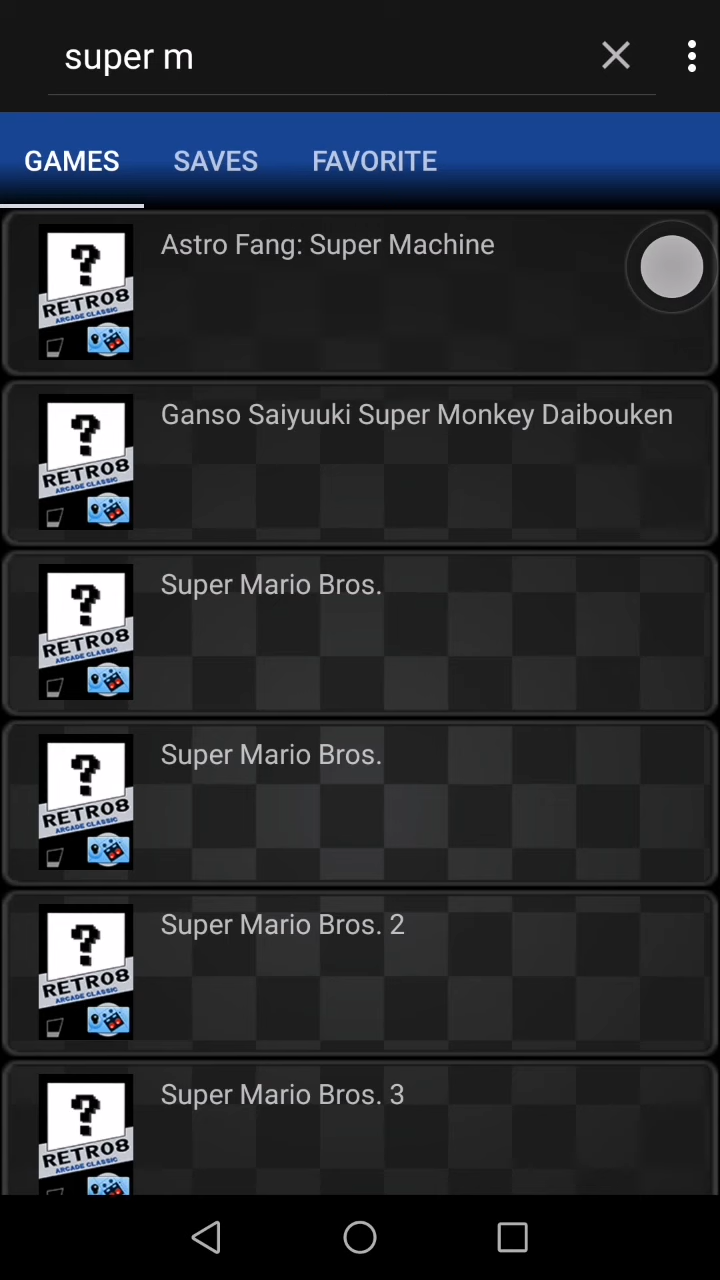 super m
GAMES SAVES FAVORITE
Astro Fang: Super Machine
?
RETRO8
ARCADE CLASSIC
Ganso Saiyuuki Super Monkey Daibouken
?
RETRO8
ARCADE CLASSIC
Super Mario Bros.
?
RETRO8
ARCADE CLASSIC
Super Mario Bros.
?
RETRO8
ARCADE CLASSIC
Super Mario Bros. 2
?
RETRO8
ARCADE CLASSIC
Super Mario Bros. 3
?
RETRO8
ARCADE CLASSIC